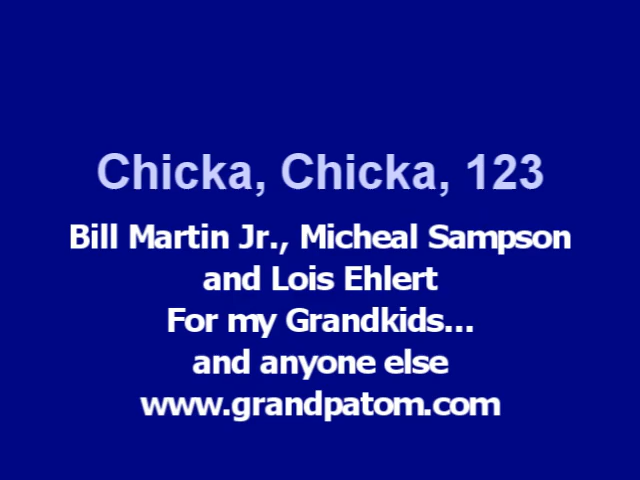 Chicka, Chicka, 123
Bill Martin Jr., Micheal Sampson
and Lois Ehlert
For my Grandkids...
and anyone else
www.grandpatom.com